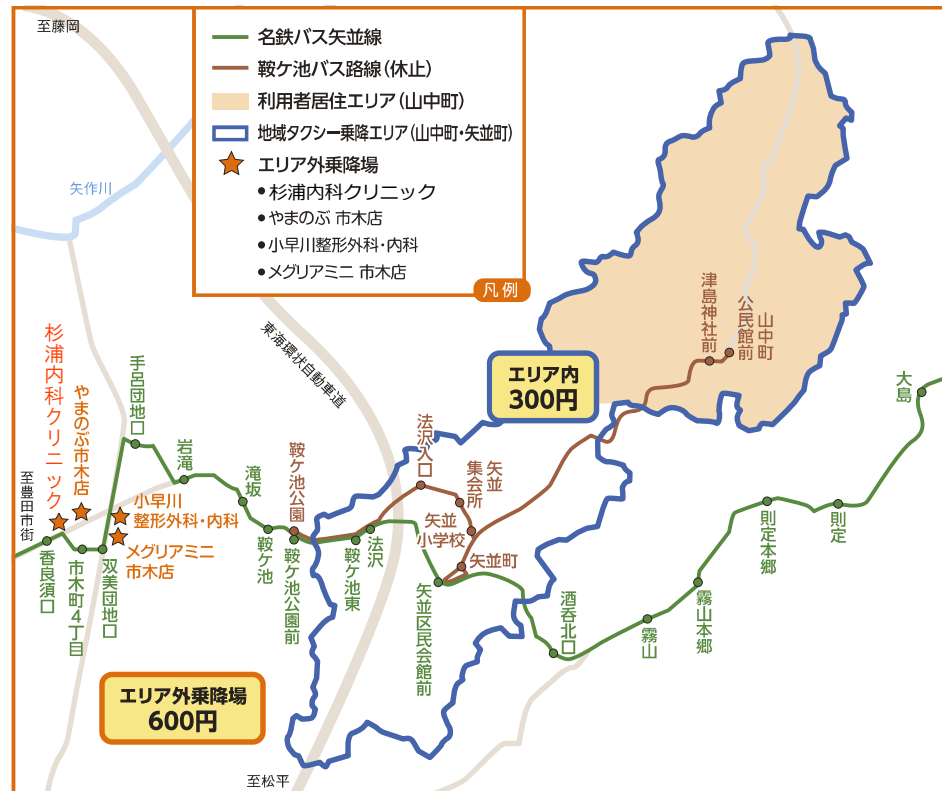 至藤岡
名鉄バス矢並線
鞍ケ池バス路線(休止)
利用者居住エリア(山中町)
地域タクシー乗降エリア(山中町・矢並町)
エリア外乗降場
•杉浦内科クリニック
•やまのぶ 市木店
•小早川整形外科・内科
•メグリアミニ 市木店
凡例
矢作川
東海環状自動車道
津島神社前
山中町
公民館前
エリア内
300円
大島
杉浦内科クリニック
やまのぶ市木店
手呂団地口
岩滝
滝坂
鞍ケ池公園
法沢入口
矢並
集会所
矢並
小学校
矢並町
至豊田市街
小早川
整形外科・内科
メグリアミニ
市木店
香良須口
市木町4丁目
双美団地口
鞍ケ池
鞍ケ池公園前
鞍ケ池東
法沢
矢並区民会館前
酒呑北口
霧山
霧山本郷
則定本郷
則定
エリア外乗降場
600円
至松平